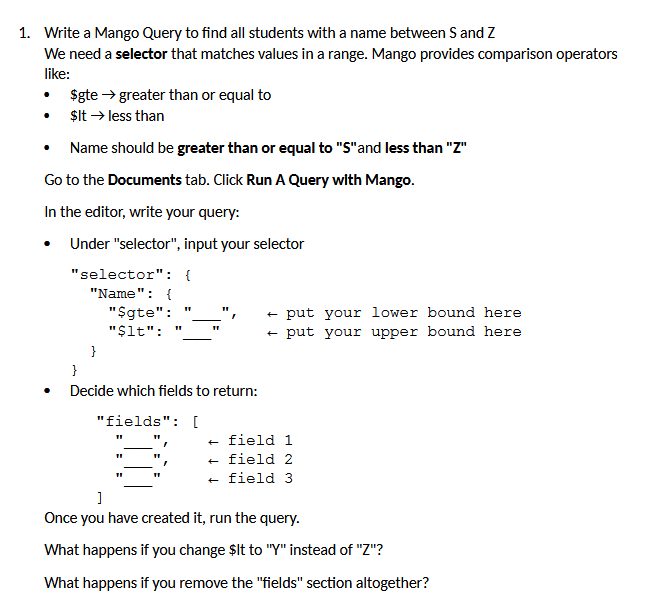 1. Write a Mango Query to find all students with a name between S and Z
We need a selector that matches values in a range. Mango provides comparison operators
like:
• $gte → greater than or equal to
• $lt → less than
• Name should be greater than or equal to "S"and less than "Z"
Go to the Documents tab. Click Run A Query with Mango.
In the editor, write your query:
• Under "selector", input your selector
"selector": {
"Name": {
"$gte": "___", ← put your lower bound here
"$lt": "___" ← put your upper bound here
}
}
• Decide which fields to return:
"fields": [
"___", ← field 1
"___", ← field 2
"___" ← field 3
]
Once you have created it, run the query.
What happens if you change $lt to "Y" instead of "Z"?
What happens if you remove the "fields" section altogether?